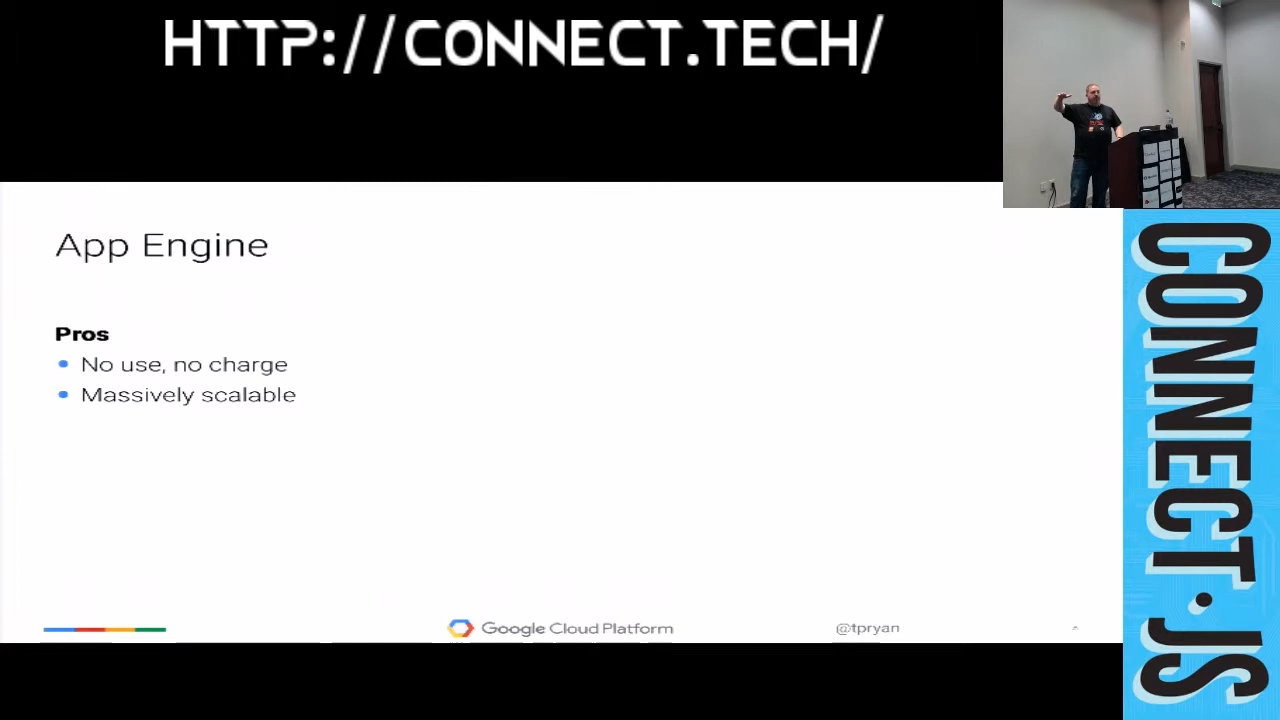 HTTP://CONNECT.TECH/
App Engine
Pros
No use, no charge
Massively scalable
Google Cloud Platform
@tpryan
CONNECT.JS